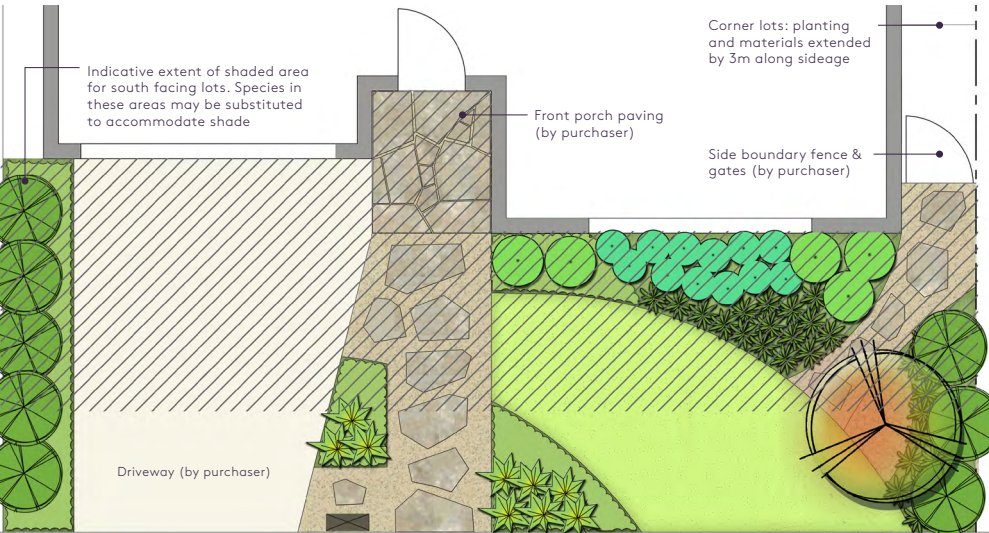 Corner lots: planting
and materials extended
by 3m along sideage
Indicative extent of shaded area
for south facing lots. Species in
these areas may be substituted
to accommodate shade
Front porch paving
(by purchaser)
Side boundary fence &
gates (by purchaser)
Driveway (by purchaser)